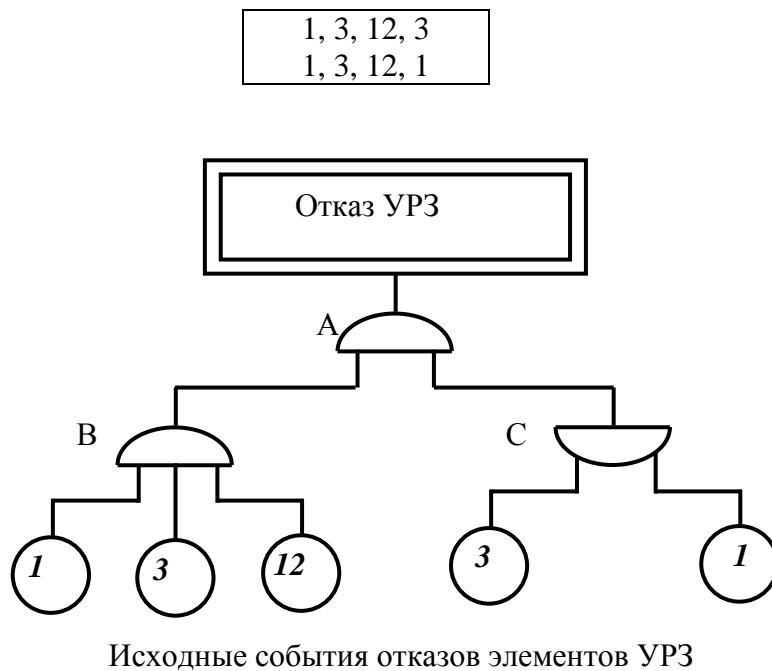 1, 3, 12, 3
1, 3, 12, 1
Отказ УРЗ
А
В
С
1
3
12
3
1
Исходные события отказов элементов УРЗ